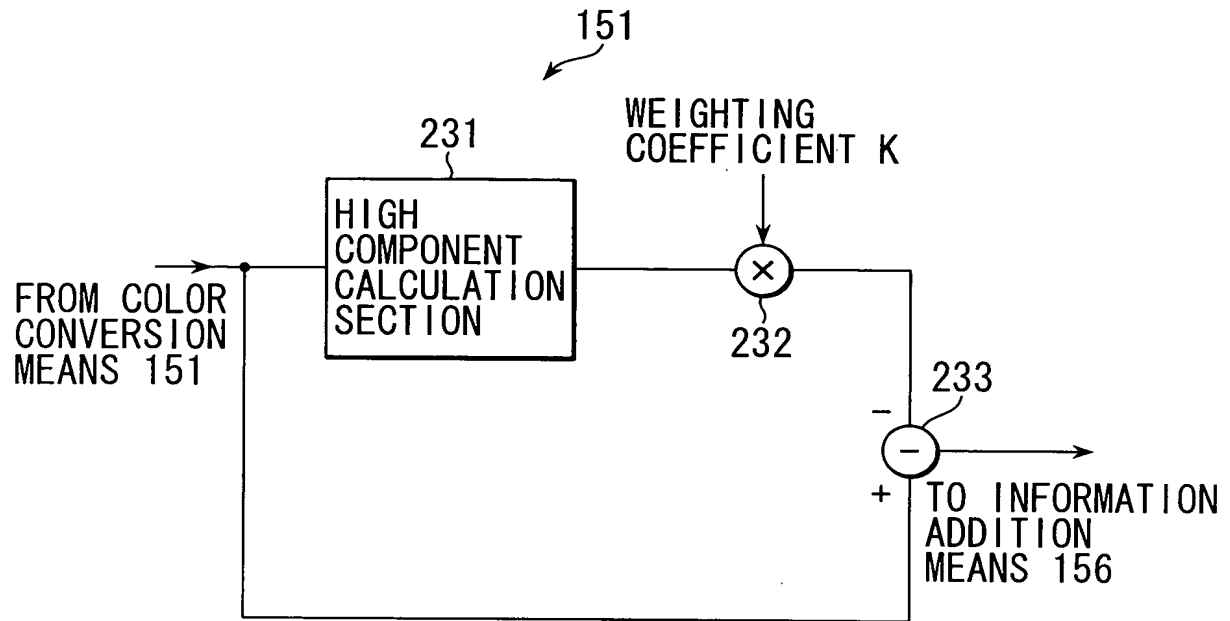 151
WEIGHTING
COEFFICIENT K
231
HIGH
COMPONENT
CALCULATION
SECTION
×
FROM COLOR
CONVERSION
MEANS 151
232
233
−
−
+
TO INFORMATION
ADDITION
MEANS 156